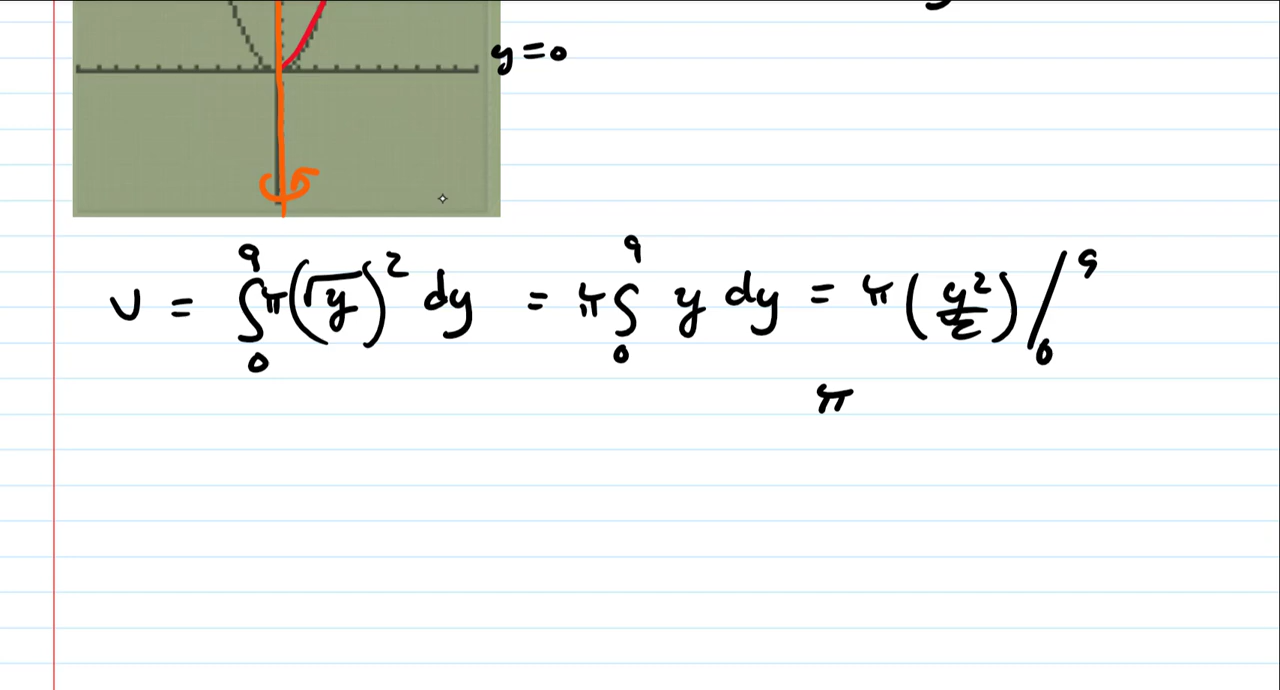 y = 0
V = ∫₀⁹ π(√y)² dy = π ∫₀⁹ y dy = π (y²/2) |₀⁹
π